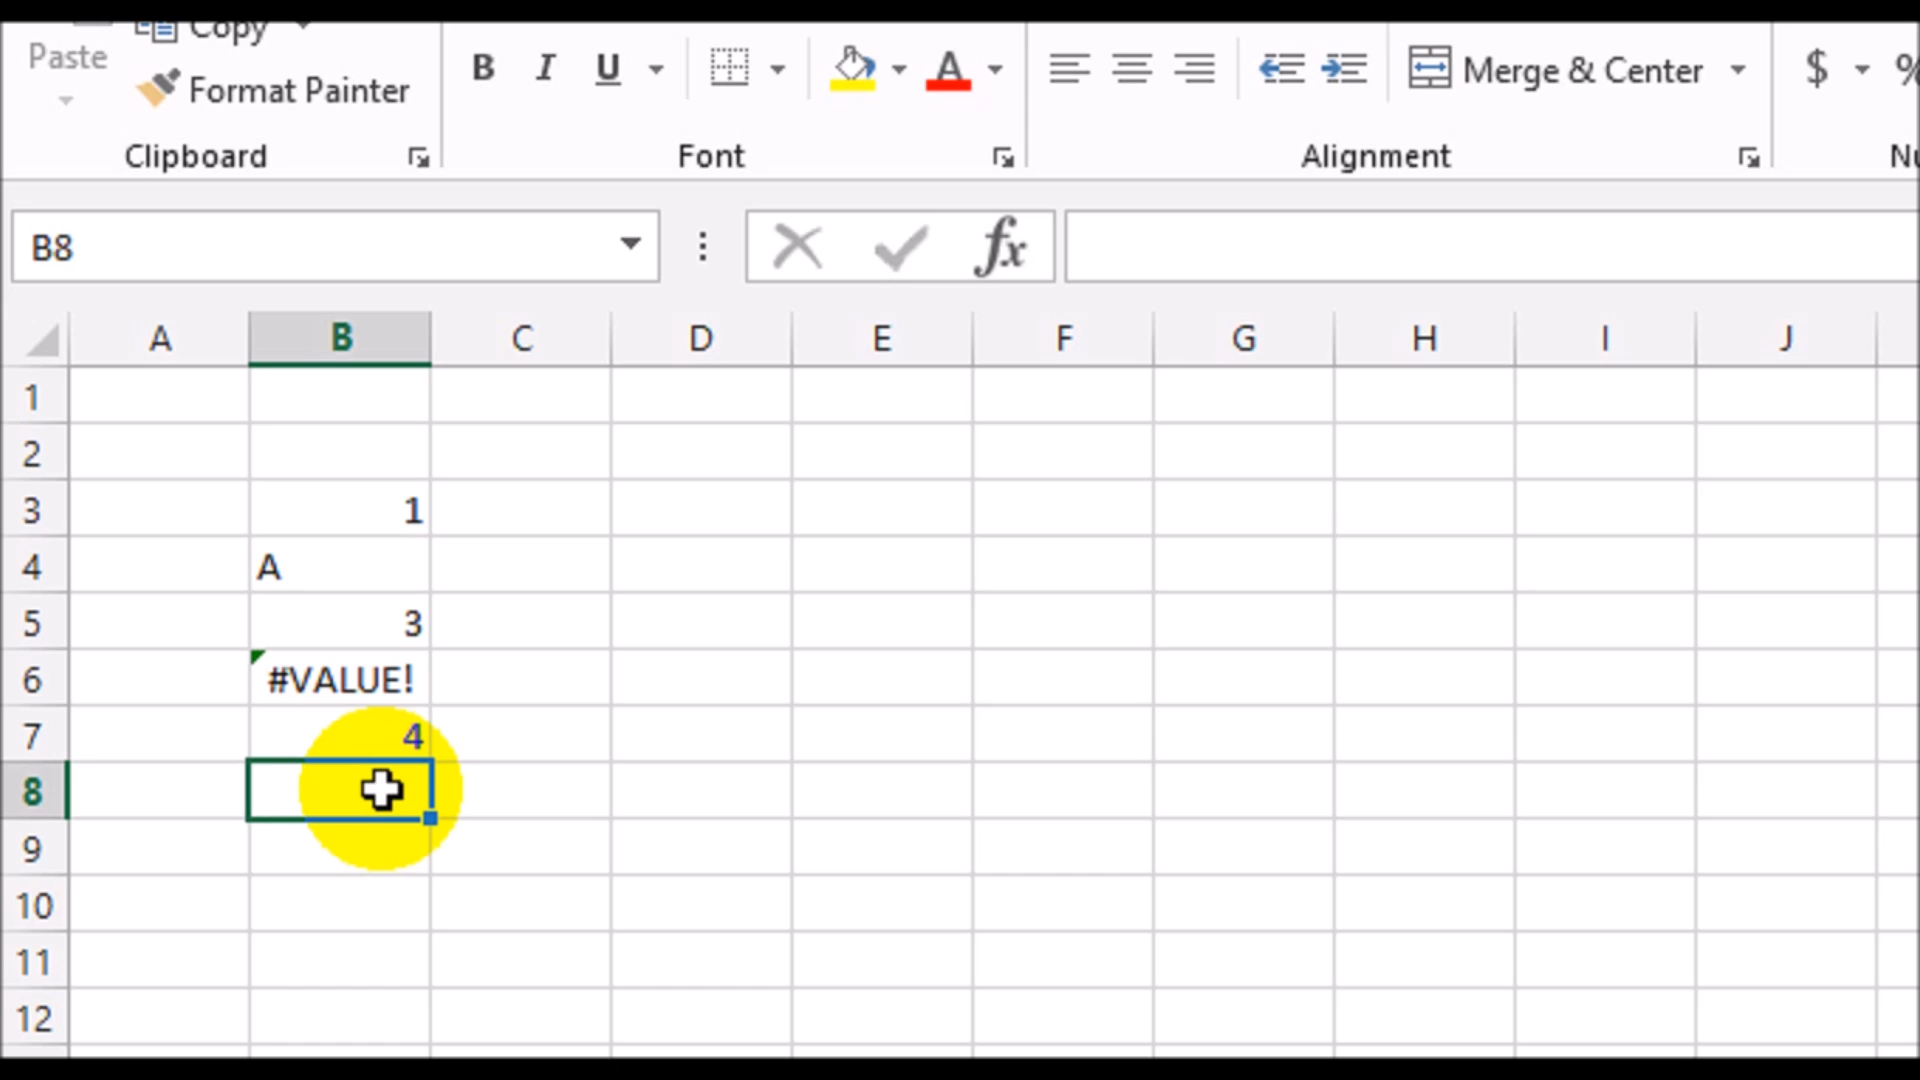 Copy
Paste
Format Painter
B I U A
Merge & Center
$ %
Clipboard
Font
Alignment
Nu
B8
fx
A B C D E F G H I J
1
2
3 1
4 A
5 3
6 #VALUE!
7 4
8
9
10
11
12